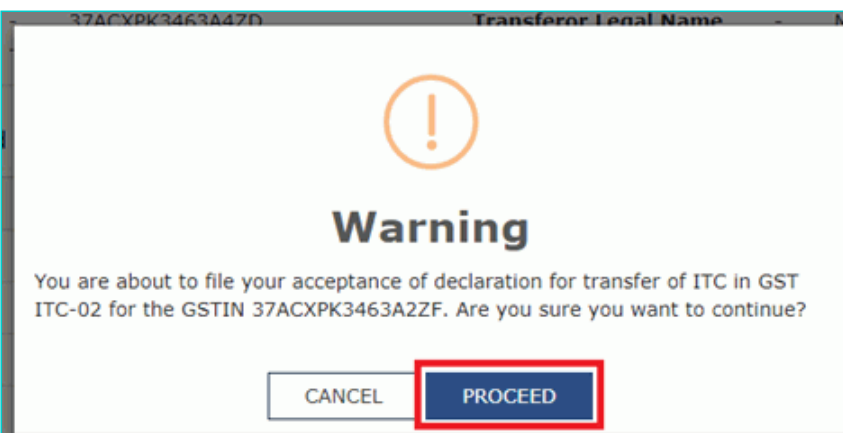 - 37ACXPK3463A4ZD Transferor Legal Name -
Warning
You are about to file your acceptance of declaration for transfer of ITC in GST
ITC-02 for the GSTIN 37ACXPK3463A2ZF. Are you sure you want to continue?
CANCEL PROCEED